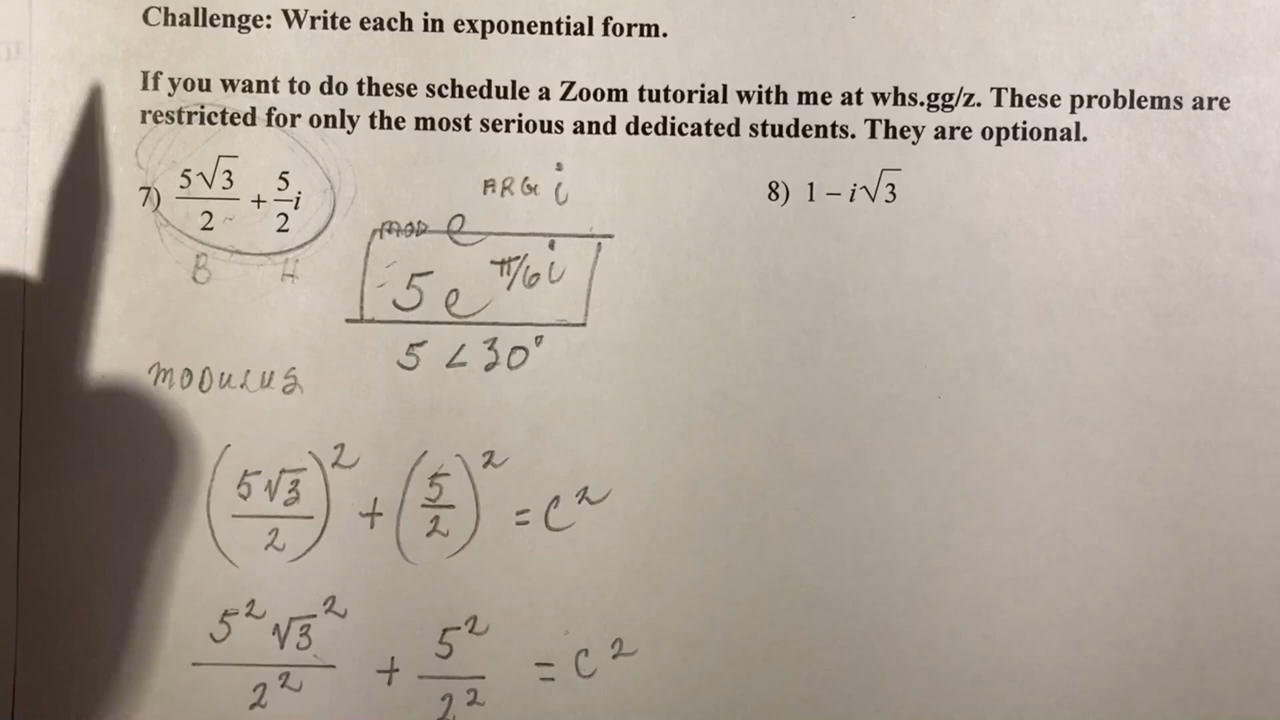 Challenge: Write each in exponential form.
If you want to do these schedule a Zoom tutorial with me at whs.gg/z. These problems are
restricted for only the most serious and dedicated students. They are optional.
7) 5√3/2 + 5/2 i
B H
ARG i
MOD e
5 e^π/6 i
5 ∠30°
8) 1 − i√3
MODULUS
(5√3/2)² + (5/2)² = c²
5²√3²/2² + 5²/2² = c²